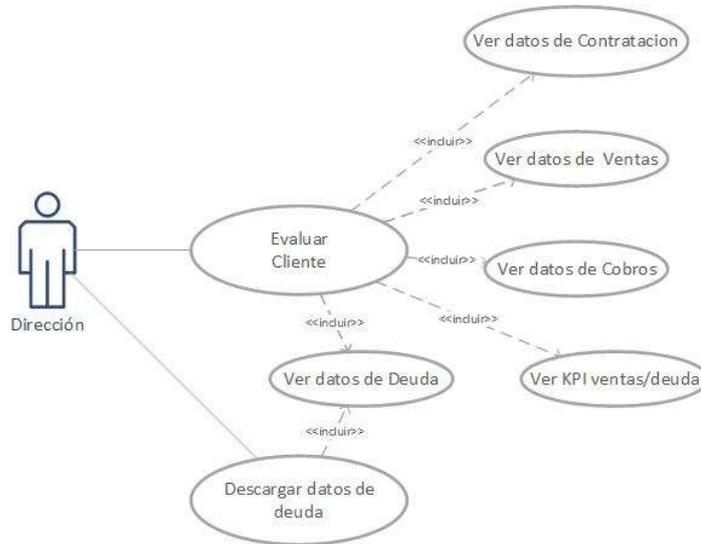 Ver datos de Contratacion
<<incluir>>
Ver datos de Ventas
<<incluir>>
Evaluar
Cliente
<<incluir>>
Ver datos de Cobros
Dirección
<<incluir>>
<<incluir>>
Ver datos de Deuda
Ver KPI ventas/deuda
<<incluir>>
Descargar datos de
deuda